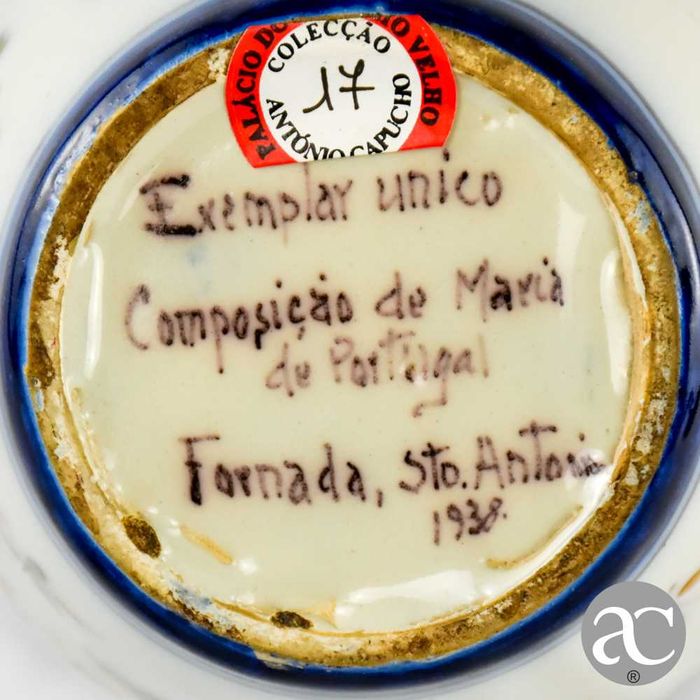 PALÁCIO DO VELHO
COLECÇÃO
17
ANTÓNIO CAPUCHO
Exemplar unico
Composição de Maria
de Portugal
Fornada, Sto. Antonio
1938.
ac
®